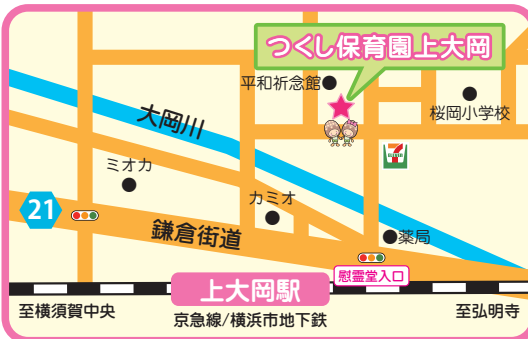 つくし保育園上大岡
平和祈念館
桜岡小学校
大岡川
7
ELEVEN
ミオカ
カミオ
21
鎌倉街道
薬局
慰霊堂入口
上大岡駅
至横須賀中央
京急線/横浜市地下鉄
至弘明寺